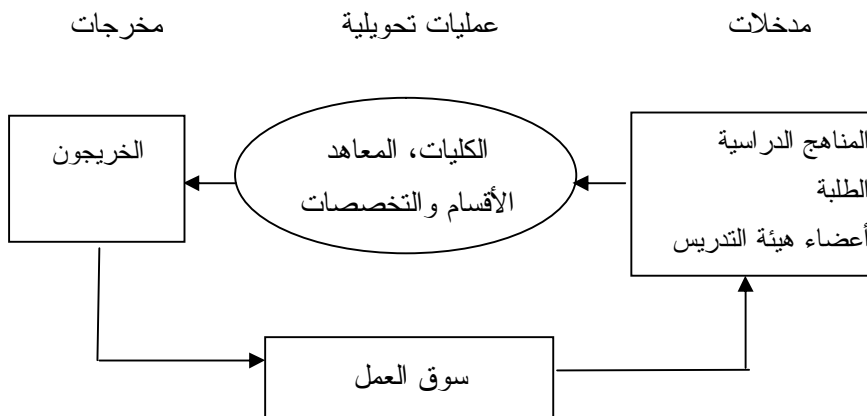 مدخلات
عمليات تحويلية
مخرجات
المناهج الدراسية
الطلبة
أعضاء هيئة التدريس
الكليات، المعاهد
الأقسام والتخصصات
الخريجون
سوق العمل